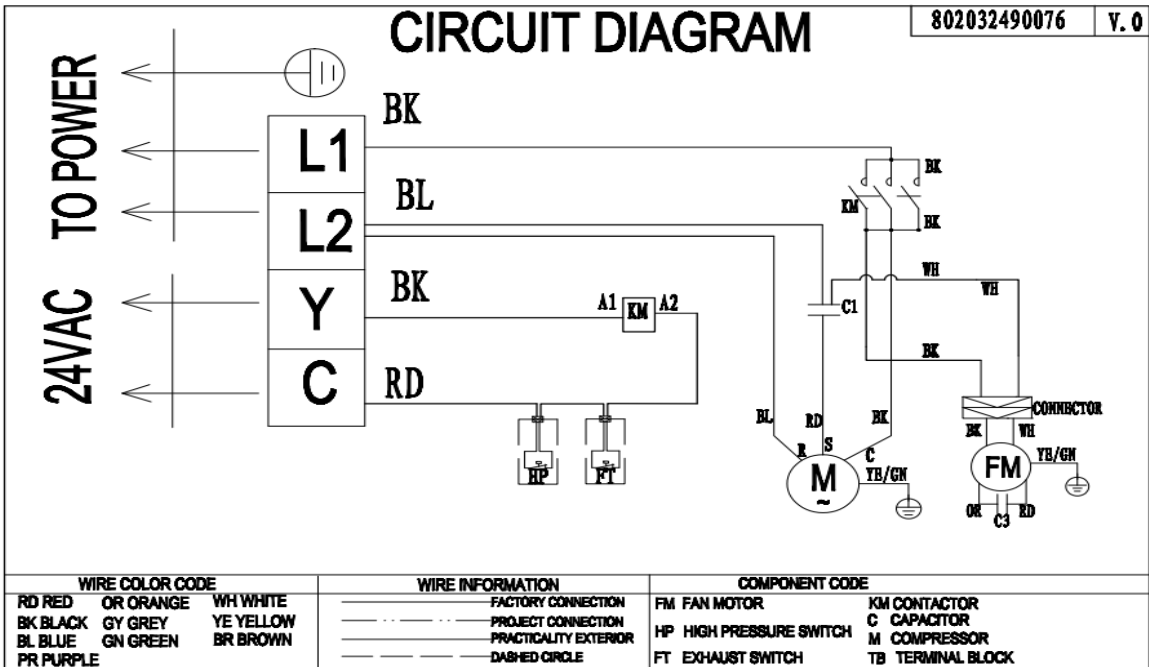 CIRCUIT DIAGRAM
802032490076
V. 0
TO POWER
24VAC
L1
BK
L2
BL
Y
BK
C
RD
A1
KM
A2
HP
FT
KM
BK
BK
WH
WH
C1
BK
CONNECTOR
BL
RD
BK
R
S
C
M
~
YE/GN
BK
WH
FM
YE/GN
OR
C3
RD
WIRE COLOR CODE
RD RED OR ORANGE WH WHITE
BK BLACK GY GREY YE YELLOW
BL BLUE GN GREEN BR BROWN
PR PURPLE
WIRE INFORMATION
FACTORY CONNECTION
PROJECT CONNECTION
PRACTICALITY EXTERIOR
DASHED CIRCLE
COMPONENT CODE
FM FAN MOTOR KM CONTACTOR
C CAPACITOR
HP HIGH PRESSURE SWITCH M COMPRESSOR
FT EXHAUST SWITCH TB TERMINAL BLOCK